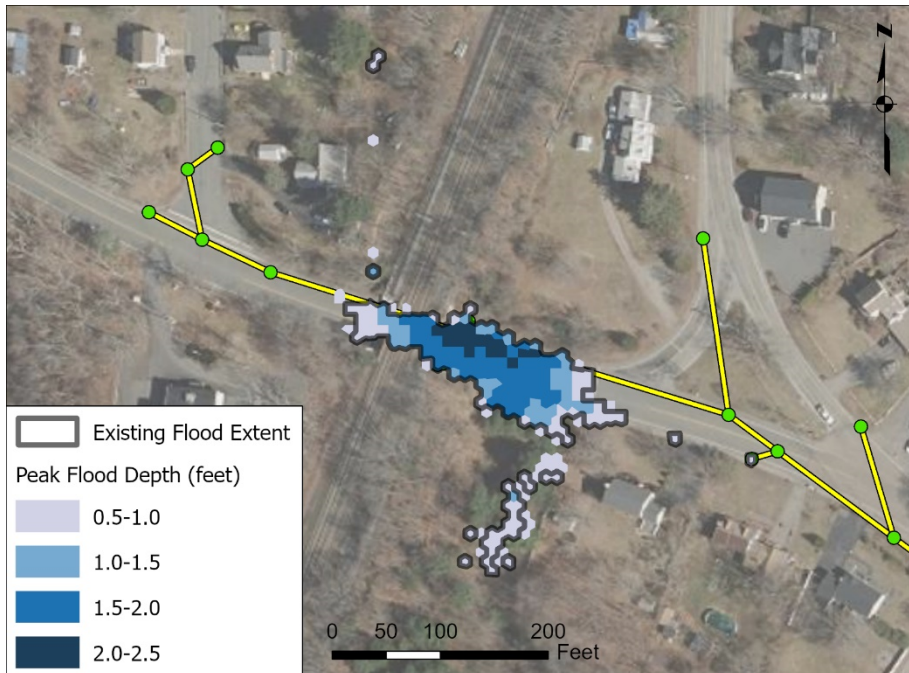 N
Existing Flood Extent
Peak Flood Depth (feet)
0.5-1.0
1.0-1.5
1.5-2.0
2.0-2.5
0 50 100 200
Feet